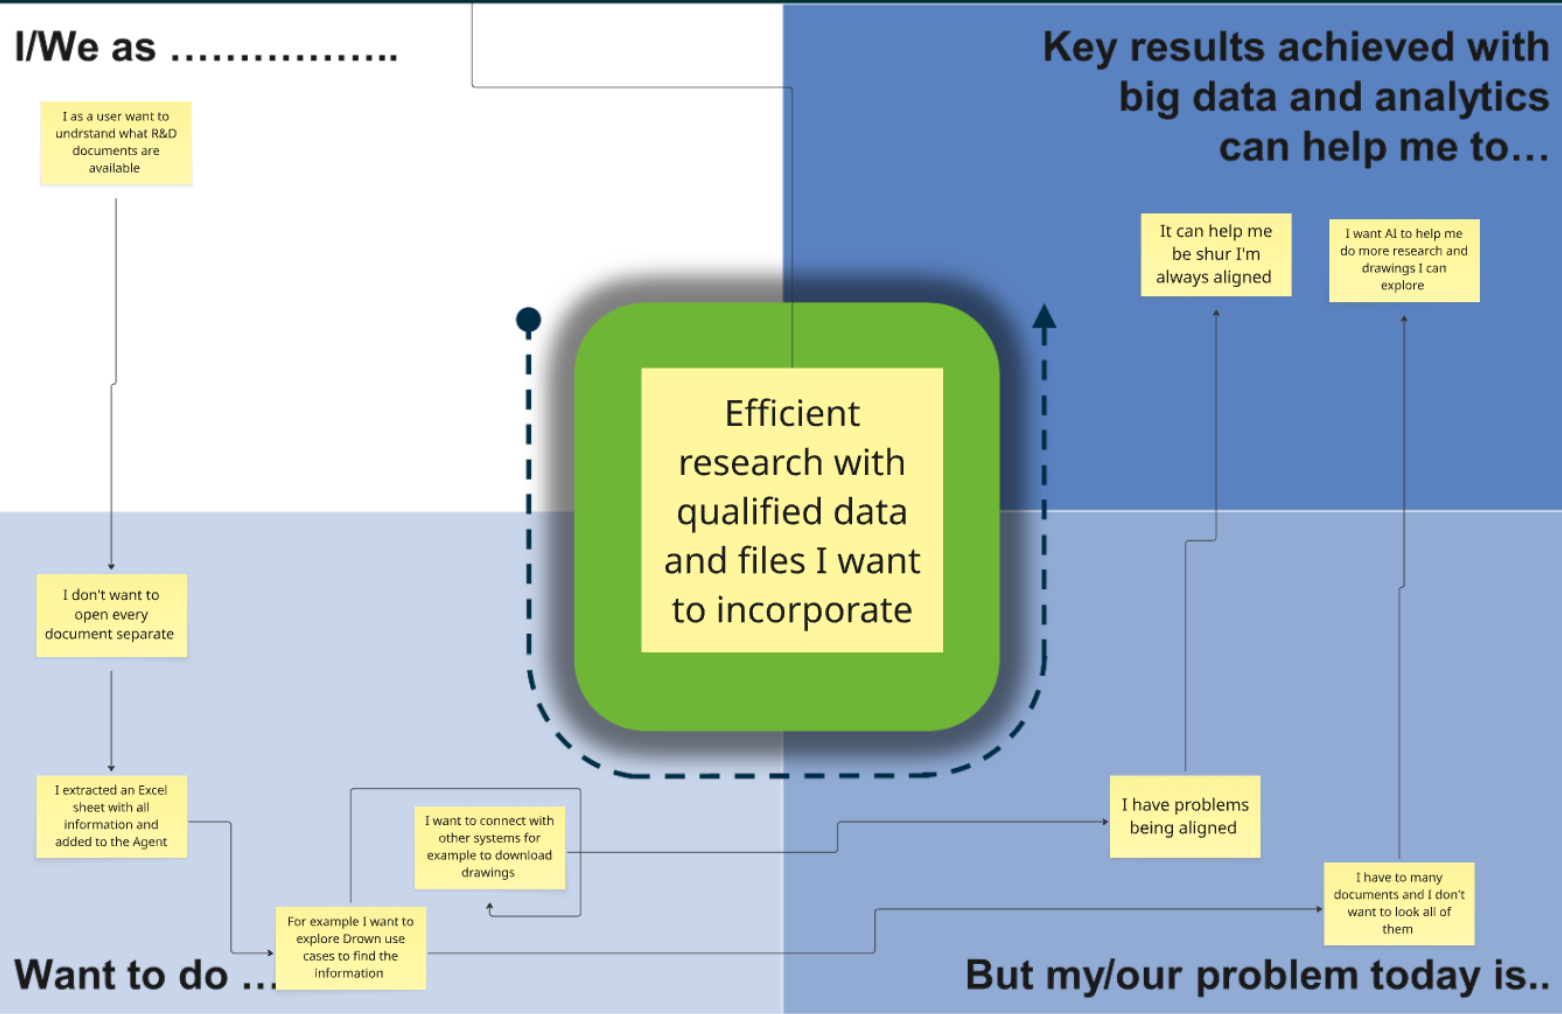 I/We as .................
I as a user want to
undrstand what R&D
documents are
available
Key results achieved with
big data and analytics
can help me to...
It can help me
be shur I'm
always aligned
I want AI to help me
do more research and
drawings I can
explore
Efficient
research with
qualified data
and files I want
to incorporate
I don't want to
open every
document separate
I extracted an Excel
sheet with all
information and
added to the Agent
I want to connect with
other systems for
example to download
drawings
For example I want to
explore Drown use
cases to find the
information
Want to do ...
I have problems
being aligned
I have to many
documents and I don't
want to look all of
them
But my/our problem today is..